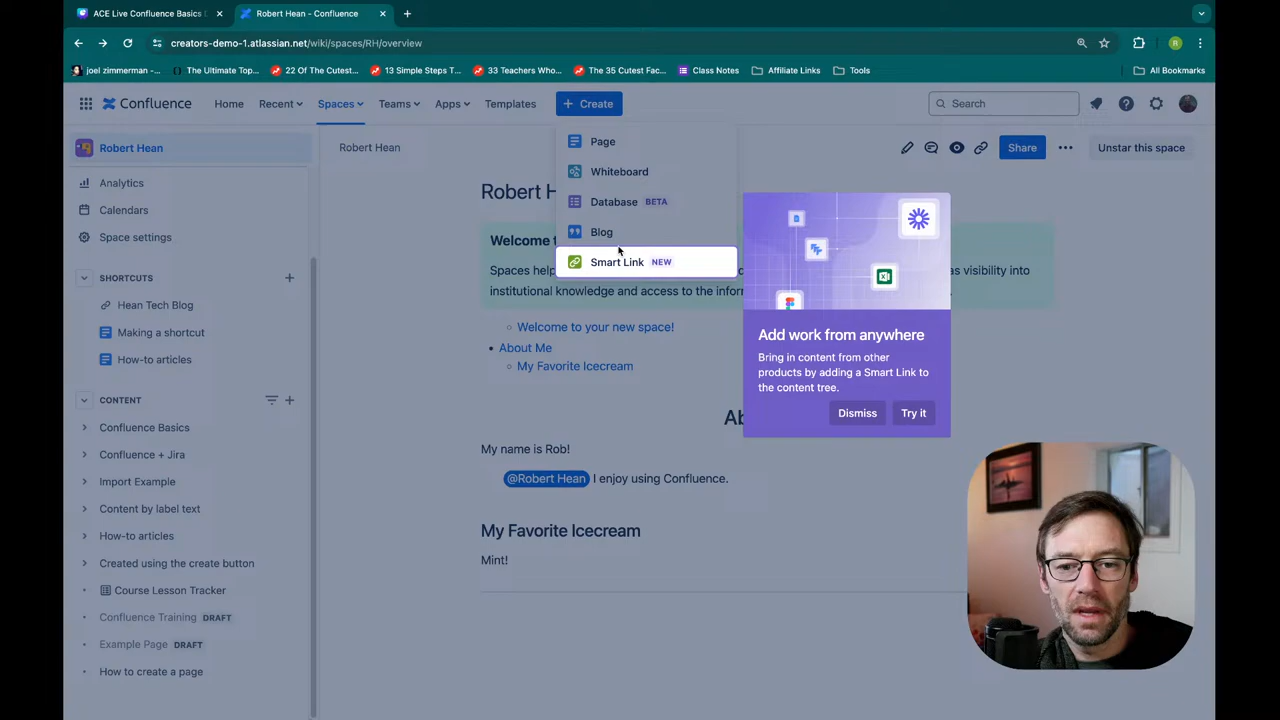 ACE Live Confluence Basics
Robert Hean - Confluence
creators-demo-1.atlassian.net/wiki/spaces/RH/overview
R
joel zimmerman -...
The Ultimate Top...
22 Of The Cutest...
13 Simple Steps T...
33 Teachers Who...
The 35 Cutest Fac...
Class Notes
Affiliate Links
Tools
All Bookmarks
Confluence
Home
Recent
Spaces
Teams
Apps
Templates
+ Create
Search
Robert Hean
Analytics
Calendars
Space settings
SHORTCUTS
Hean Tech Blog
Making a shortcut
How-to articles
CONTENT
Confluence Basics
Confluence + Jira
Import Example
Content by label text
How-to articles
Created using the create button
Course Lesson Tracker
Confluence Training DRAFT
Example Page DRAFT
How to create a page
Robert Hean
Share
Unstar this space
Page
Whiteboard
Database BETA
Blog
Smart Link NEW
Robert H
Welcome t
Spaces help
as visibility into
institutional knowledge and access to the infor
Welcome to your new space!
About Me
My Favorite Icecream
Ab
My name is Rob!
@Robert Hean I enjoy using Confluence.
My Favorite Icecream
Mint!
Add work from anywhere
Bring in content from other
products by adding a Smart Link to
the content tree.
Dismiss
Try it